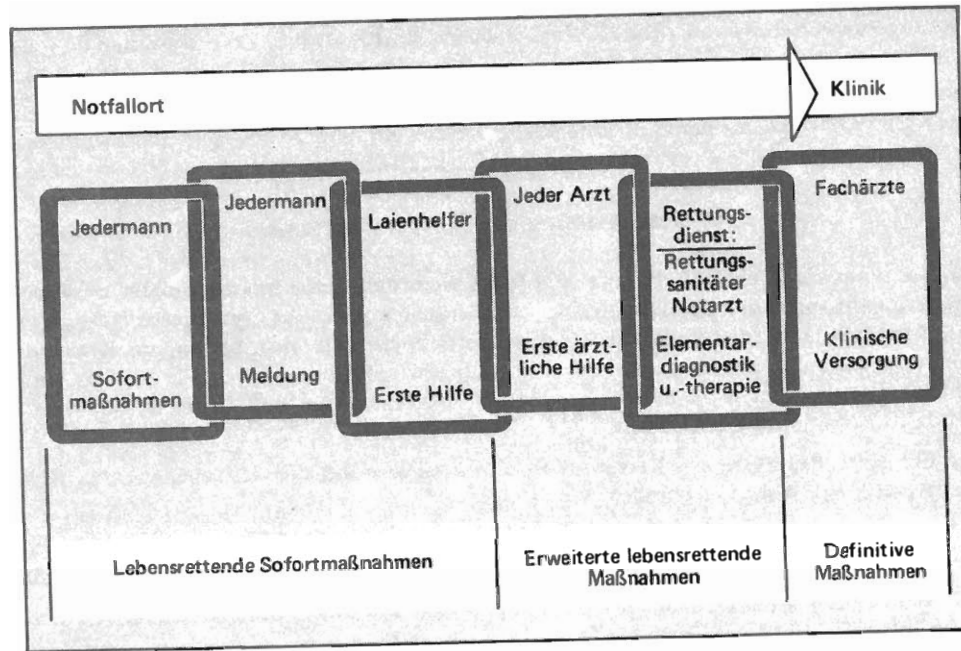 Notfallort
Klinik
Jedermann
Sofort-
maßnahmen
Jedermann
Meldung
Laienhelfer
Erste Hilfe
Jeder Arzt
Erste ärzt-
liche Hilfe
Rettungs-
dienst:
Rettungs-
sanitäter
Notarzt
Elementar-
diagnostik
u.-therapie
Fachärzte
Klinische
Versorgung
Lebensrettende Sofortmaßnahmen
Erweiterte lebensrettende
Maßnahmen
Definitive
Maßnahmen